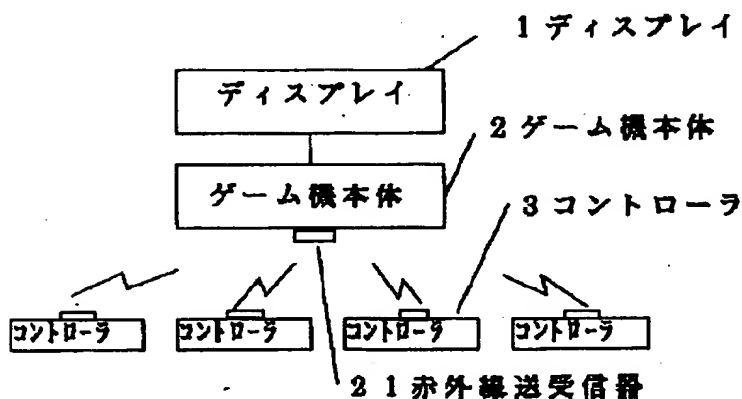 1 ディスプレイ
ディスプレイ
2 ゲーム機本体
ゲーム機本体
3 コントローラ
コントローラ コントローラ コントローラ コントローラ
2 1 赤外線送受信器